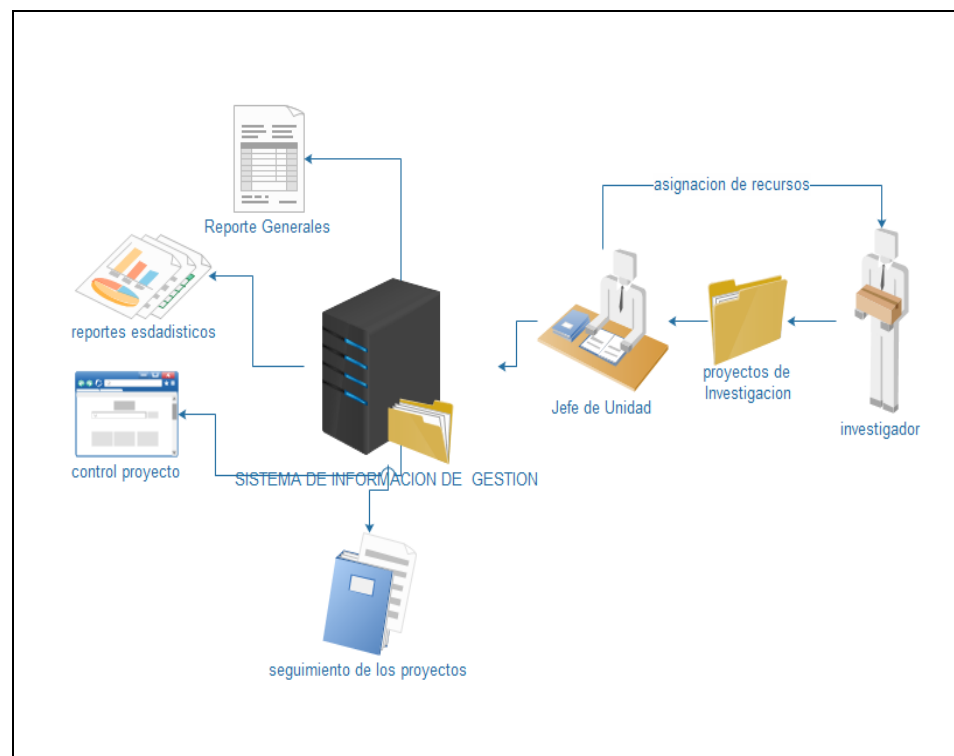 asignacion de recursos
Reporte Generales
reportes esdadisticos
proyectos de
Investigacion
Jefe de Unidad
investigador
control proyecto
SISTEMA DE INFORMACION DE GESTION
seguimiento de los proyectos